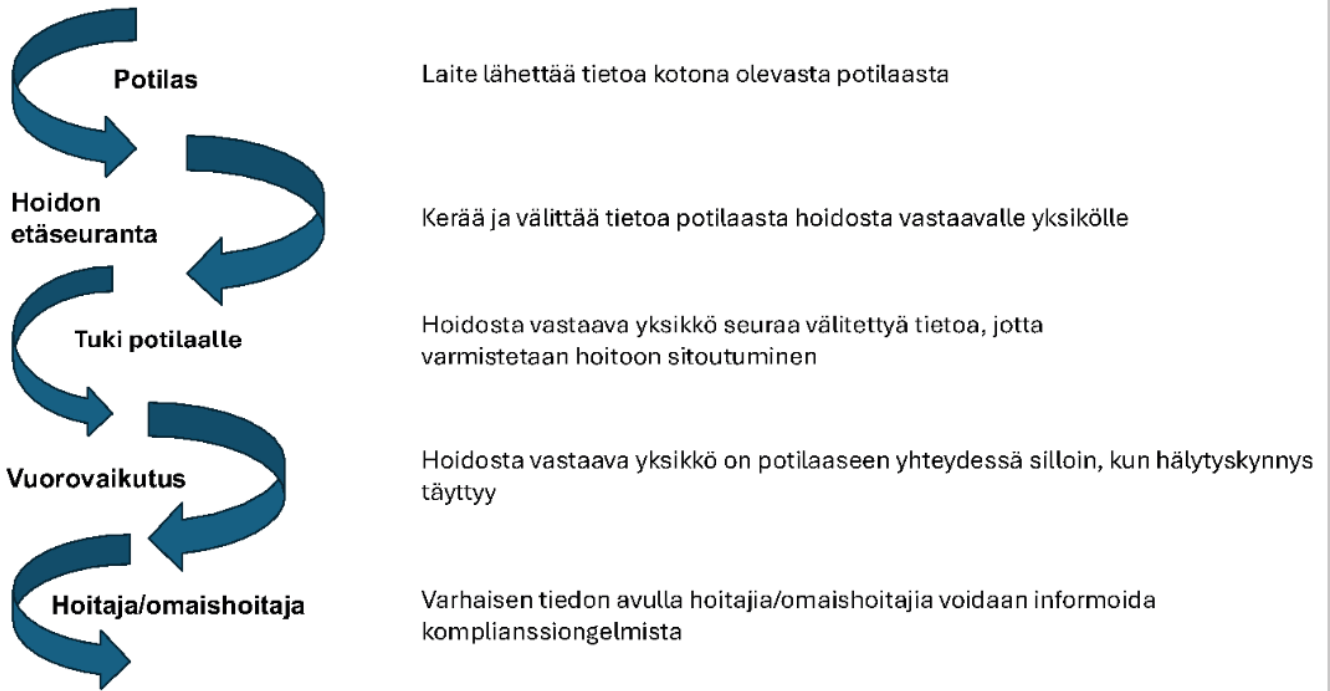 Potilas
Laite lähettää tietoa kotona olevasta potilaasta
Hoidon
etäseuranta
Kerää ja välittää tietoa potilaasta hoidosta vastaavalle yksikölle
Tuki potilaalle
Hoidosta vastaava yksikkö seuraa välitettyä tietoa, jotta
varmistetaan hoitoon sitoutuminen
Vuorovaikutus
Hoidosta vastaava yksikkö on potilaaseen yhteydessä silloin, kun hälytyskynnys
täyttyy
Hoitaja/omaishoitaja
Varhaisen tiedon avulla hoitajia/omaishoitajia voidaan informoida
komplianssiongelmista